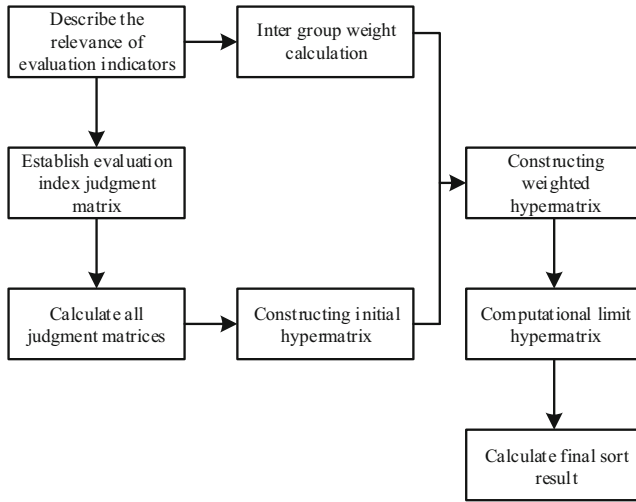 Describe the
relevance of
evaluation indicators
Inter group weight
calculation
Establish evaluation
index judgment
matrix
Constructing
weighted
hypermatrix
Calculate all
judgment matrices
Constructing initial
hypermatrix
Computational limit
hypermatrix
Calculate final sort
result